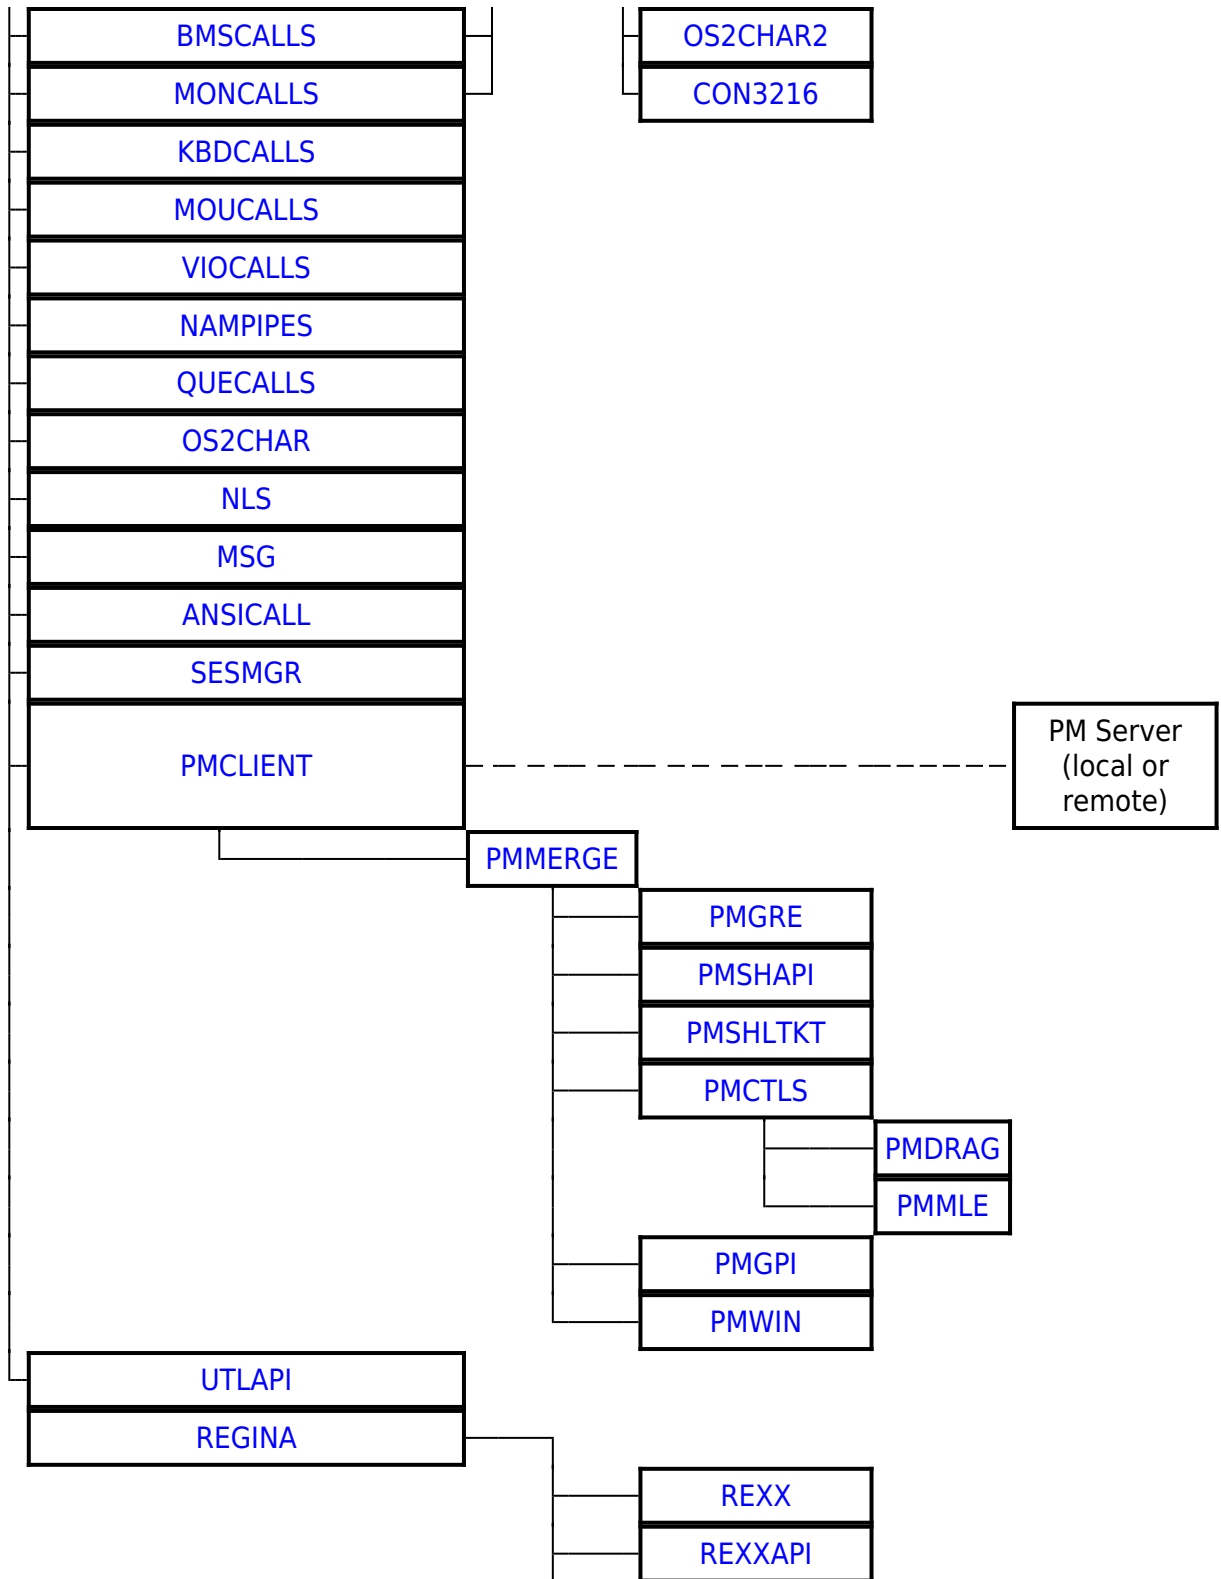 BMSCALLS
OS2CHAR2
MONCALLS
CON3216
KBDCALLS
MOUCALLS
VIOCALLS
NAMPIPES
QUECALLS
OS2CHAR
NLS
MSG
ANSICALL
SESMGR
PMCLIENT
PM Server
(local or
remote)
PMMERGE
PMGRE
PMSHAPI
PMSHLTKT
PMCTLS
PMDRAG
PMMLE
PMGPI
PMWIN
UTLAPI
REGINA
REXX
REXXAPI